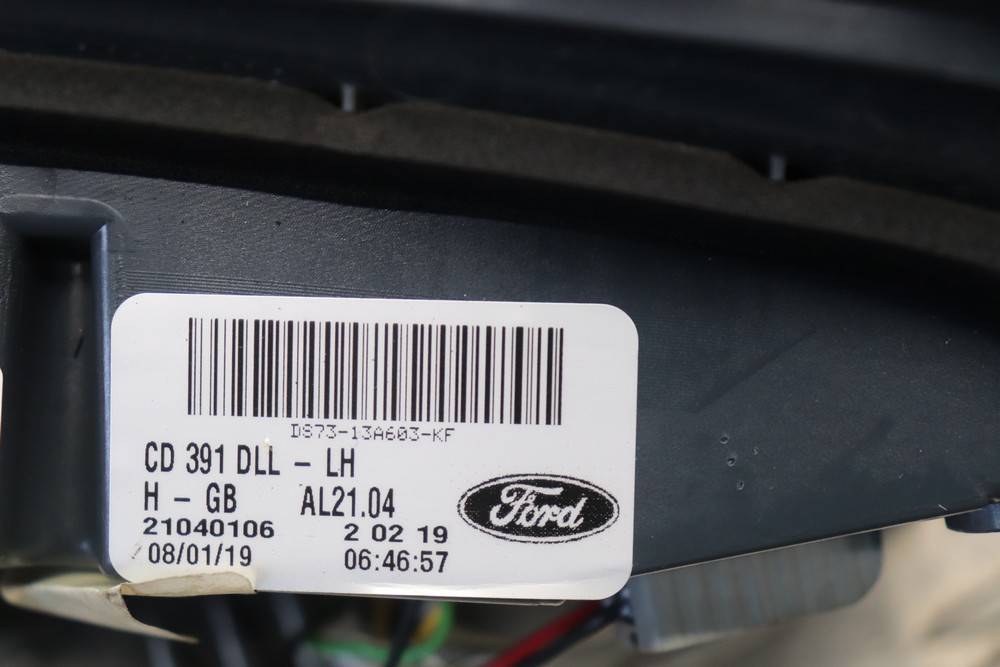 DS73-13A603-KF
CD 391 DLL - LH
H - GB AL21.04
Ford
21040106 2 02 19
08/01/19 06:46:57